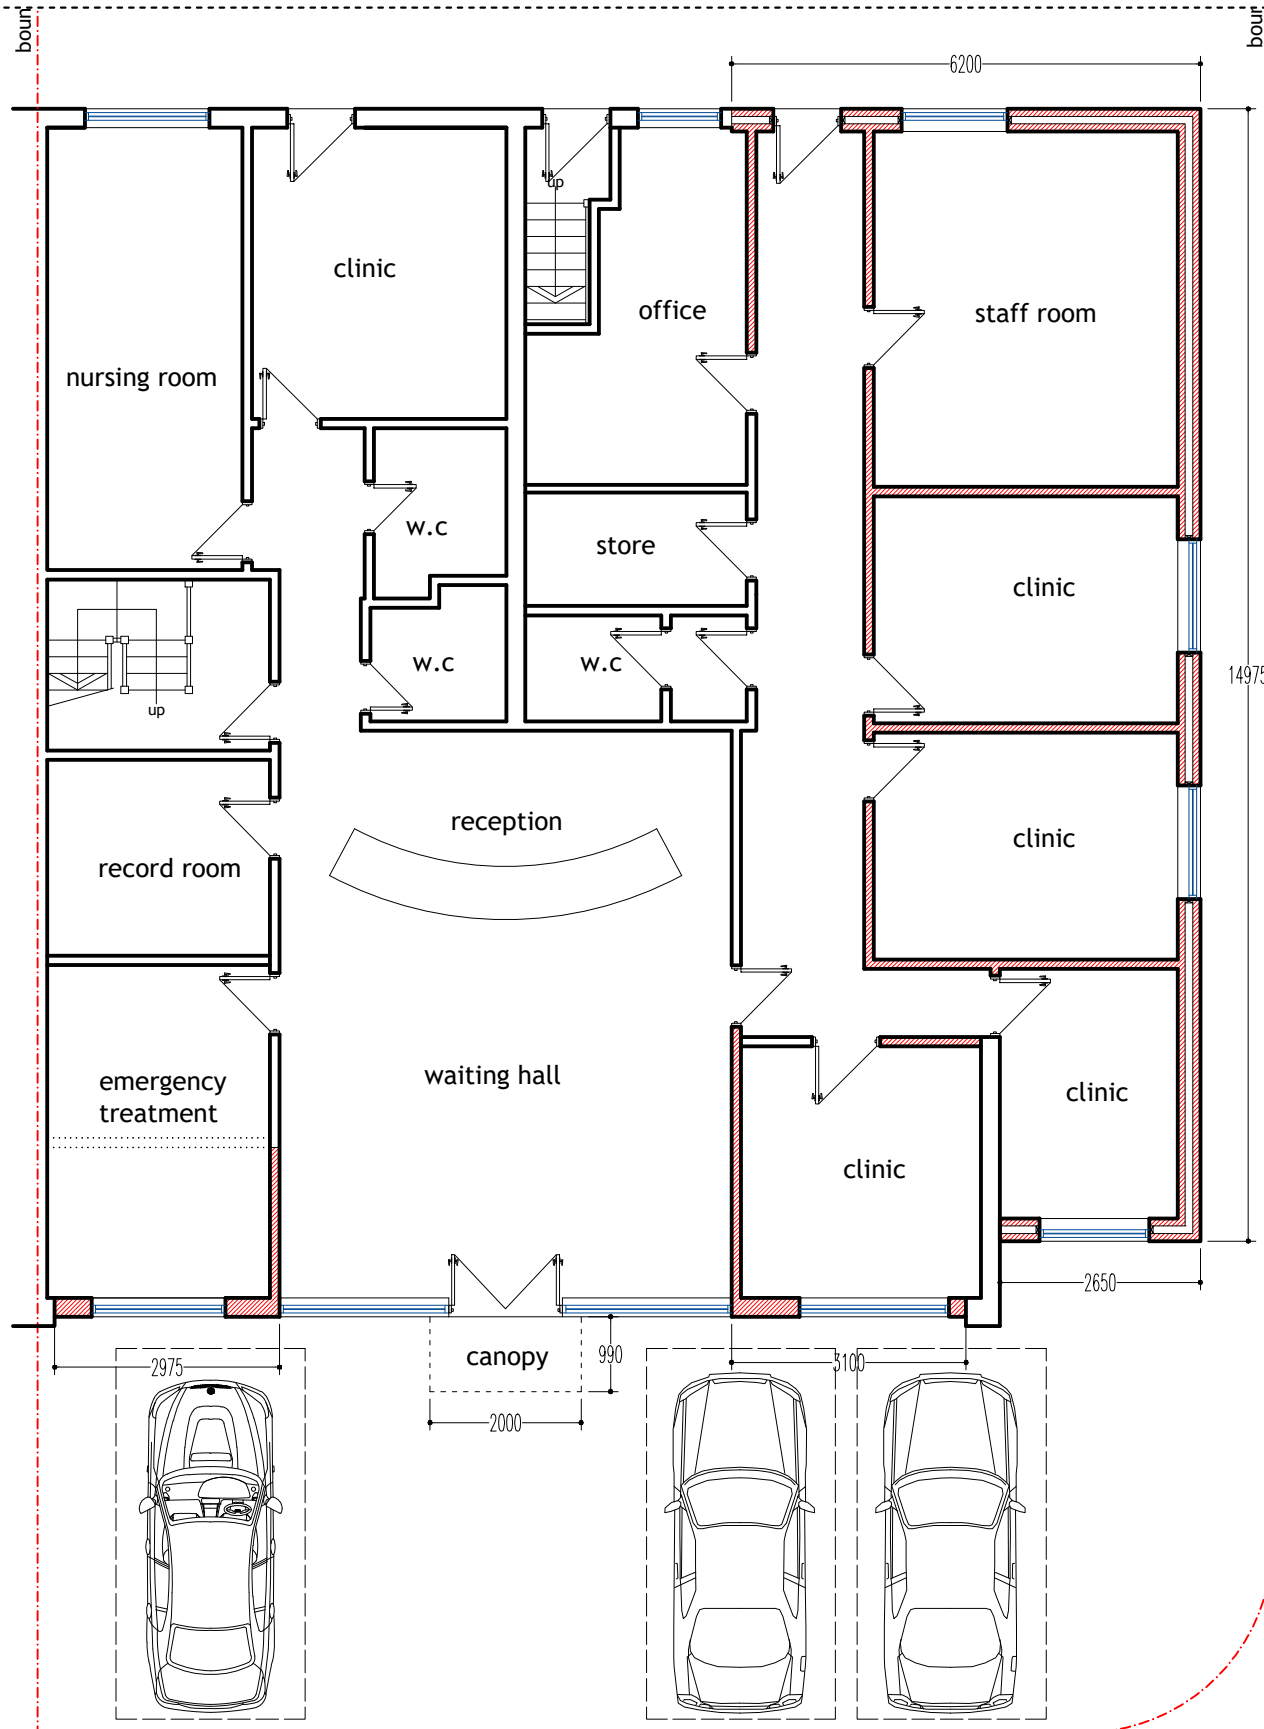 boun
boun
6200
up
clinic
office
staff room
nursing room
w.c
store
clinic
14975
w.c
w.c
up
reception
clinic
record room
waiting hall
emergency
treatment
clinic
clinic
2650
canopy
990
2975
3100
2000